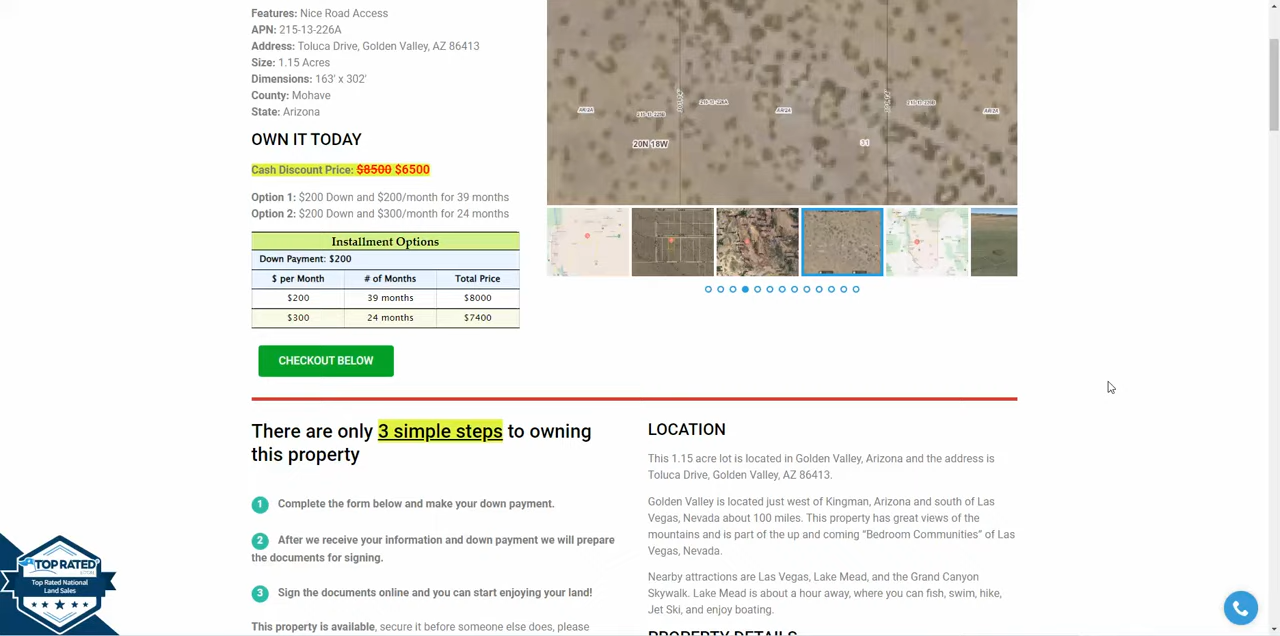 Features: Nice Road Access
APN: 215-13-226A
Address: Toluca Drive, Golden Valley, AZ 86413
Size: 1.15 Acres
Dimensions: 163' x 302'
County: Mohave
State: Arizona
OWN IT TODAY
Cash Discount Price: $8500 $6500
Option 1: $200 Down and $200/month for 39 months
Option 2: $200 Down and $300/month for 24 months
Installment Options
Down Payment: $200
$ per Month # of Months Total Price
$200 39 months $8000
$300 24 months $7400
CHECKOUT BELOW
20N 18W
31
There are only 3 simple steps to owning
this property
1 Complete the form below and make your down payment.
2 After we receive your information and down payment we will prepare
the documents for signing.
3 Sign the documents online and you can start enjoying your land!
This property is available, secure it before someone else does, please
LOCATION
This 1.15 acre lot is located in Golden Valley, Arizona and the address is
Toluca Drive, Golden Valley, AZ 86413.
Golden Valley is located just west of Kingman, Arizona and south of Las
Vegas, Nevada about 100 miles. This property has great views of the
mountains and is part of the up and coming “Bedroom Communities” of Las
Vegas, Nevada.
Nearby attractions are Las Vegas, Lake Mead, and the Grand Canyon
Skywalk. Lake Mead is about a hour away, where you can fish, swim, hike,
Jet Ski, and enjoy boating.
PROPERTY DETAILS
TOP RATED
Top Rated National
Land Sales